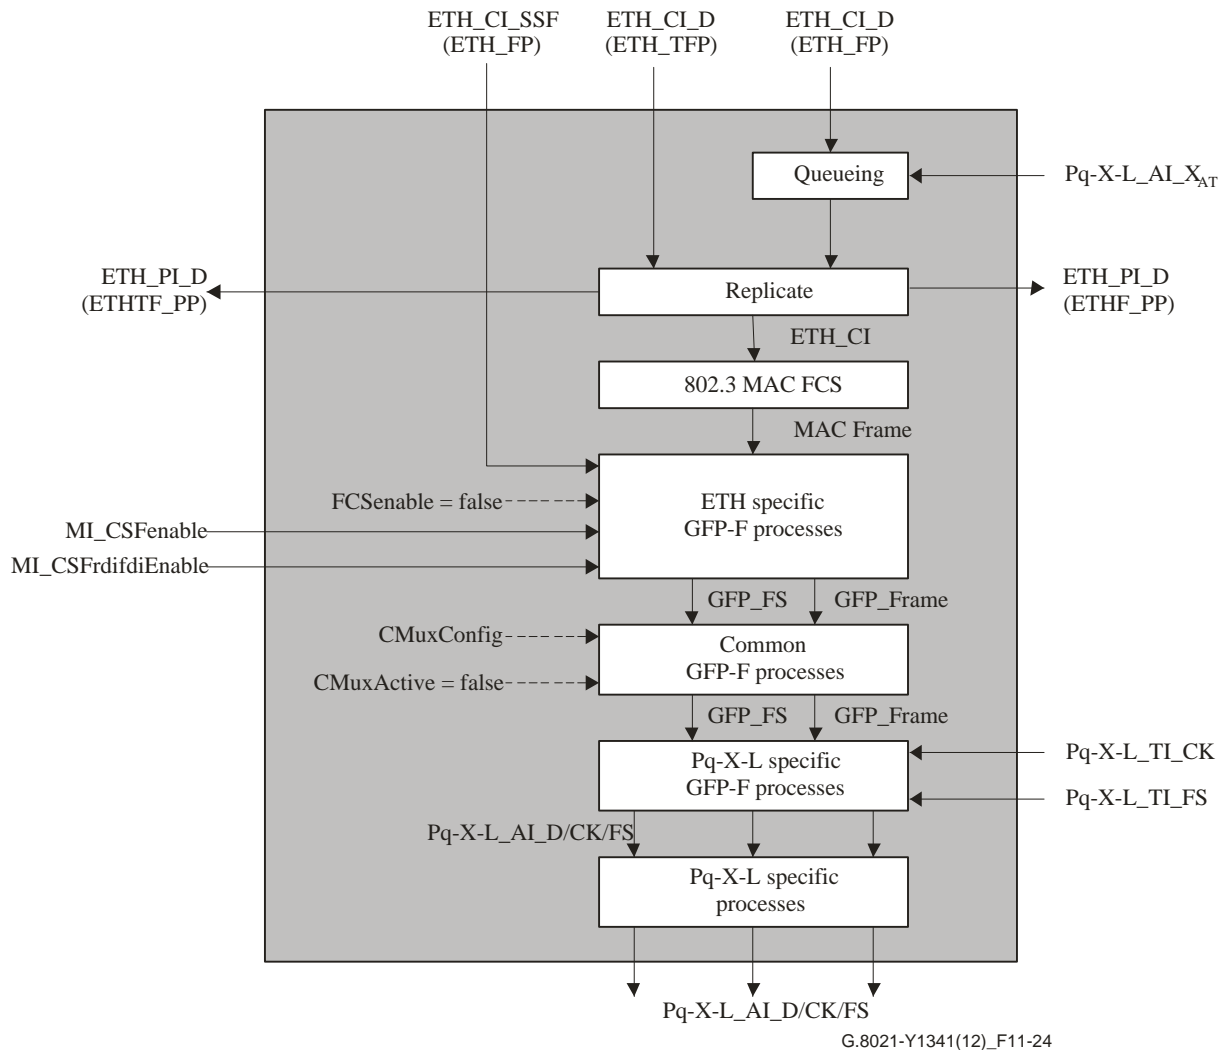 ETH_CI_SSF
(ETH_FP)
ETH_CI_D
(ETH_TFP)
ETH_CI_D
(ETH_FP)
Queueing
Pq-X-L_AI_XAT
ETH_PI_D
(ETHTF_PP)
Replicate
ETH_PI_D
(ETHF_PP)
ETH_CI
802.3 MAC FCS
MAC Frame
FCSenable = false
ETH specific
GFP-F processes
MI_CSFenable
MI_CSFrdifdiEnable
GFP_FS
GFP_Frame
CMuxConfig
Common
GFP-F processes
CMuxActive = false
GFP_FS
GFP_Frame
Pq-X-L specific
GFP-F processes
Pq-X-L_TI_CK
Pq-X-L_TI_FS
Pq-X-L_AI_D/CK/FS
Pq-X-L specific
processes
Pq-X-L_AI_D/CK/FS
G.8021-Y1341(12)_F11-24